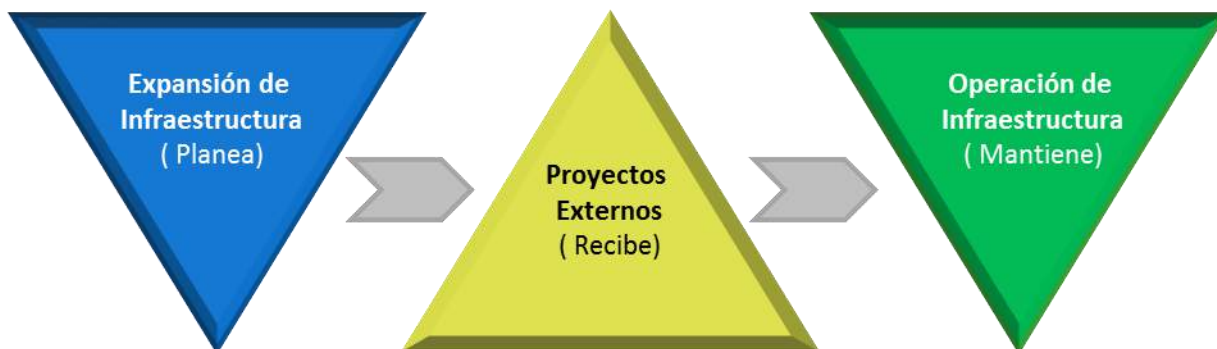 Expansión de
Infraestructura
( Planea)
Proyectos
Externos
( Recibe)
Operación de
Infraestructura
( Mantiene)